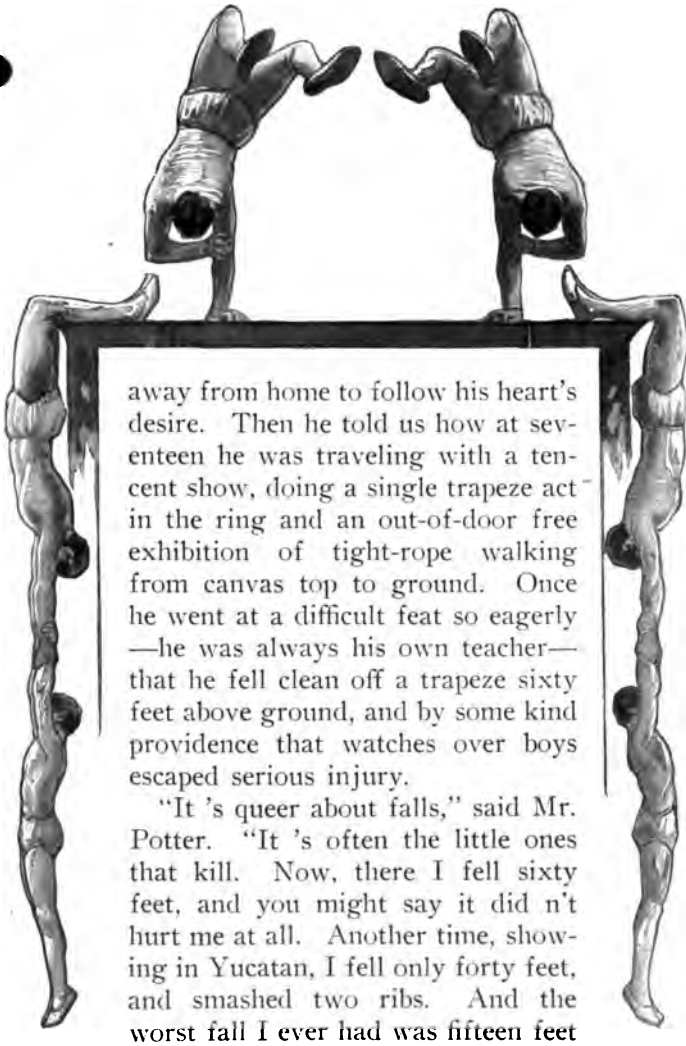 away from home to follow his heart's
desire. Then he told us how at sev-
enteen he was traveling with a ten-
cent show, doing a single trapeze act
in the ring and an out-of-door free
exhibition of tight-rope walking
from canvas top to ground. Once
he went at a difficult feat so eagerly
—he was always his own teacher—
that he fell clean off a trapeze sixty
feet above ground, and by some kind
providence that watches over boys
escaped serious injury.
"It 's queer about falls," said Mr.
Potter. "It 's often the little ones
that kill. Now, there I fell sixty
feet, and you might say it did n't
hurt me at all. Another time, show-
ing in Yucatan, I fell only forty feet,
and smashed two ribs. And the
worst fall I ever had was fifteen feet